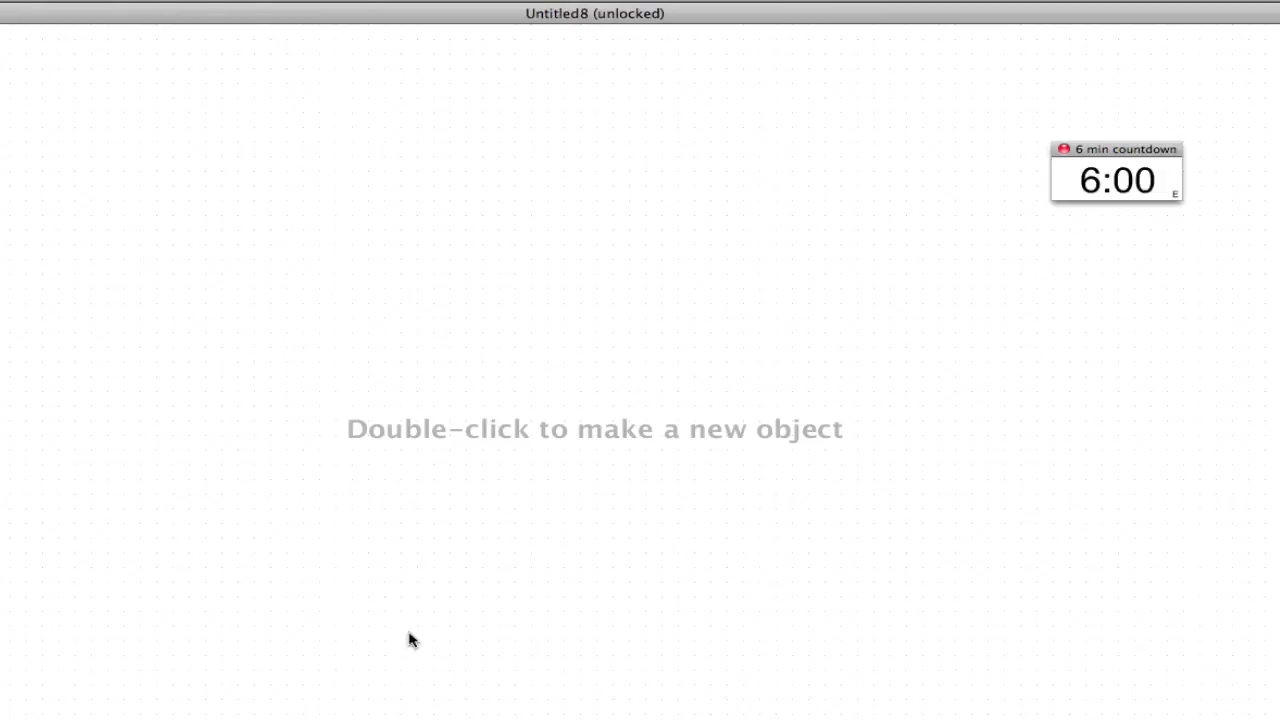 Untitled8 (unlocked)
6 min countdown
6:00
E
Double-click to make a new object